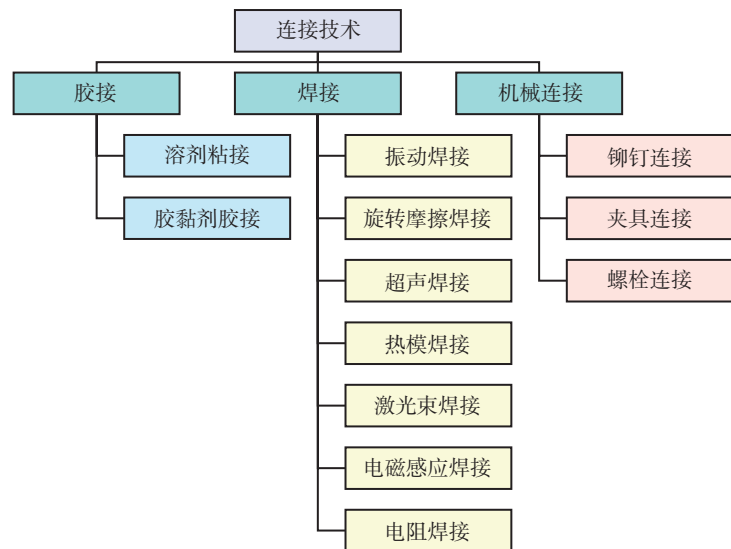 连接技术
胶接
焊接
机械连接
溶剂粘接
胶黏剂胶接
振动焊接
旋转摩擦焊接
超声焊接
热模焊接
激光束焊接
电磁感应焊接
电阻焊接
铆钉连接
夹具连接
螺栓连接